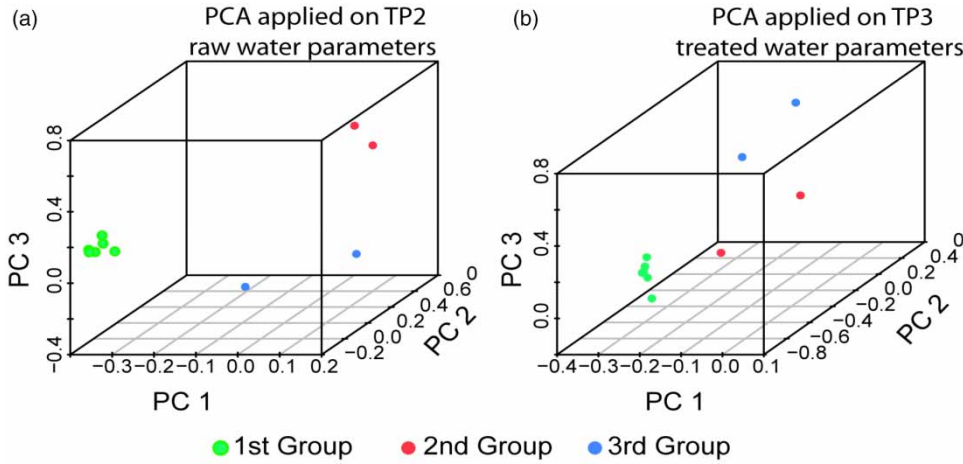 (a)
PCA applied on TP2
raw water parameters
PC 3
0.8
0.4
0.0
−0.4
−0.4 −0.3 −0.2 −0.1 0.0 0.1 0.2
PC 1
−0.2
0.0
0.2
0.4
0.6
0
PC 2
(b)
PCA applied on TP3
treated water parameters
PC 3
0.8
0.4
0.0
−0.4 −0.3 −0.2 −0.1 0.0 0.1
PC 1
−0.8
−0.6
−0.4
−0.2
0.0
0.2
0.4
0
PC 2
1st Group 2nd Group 3rd Group